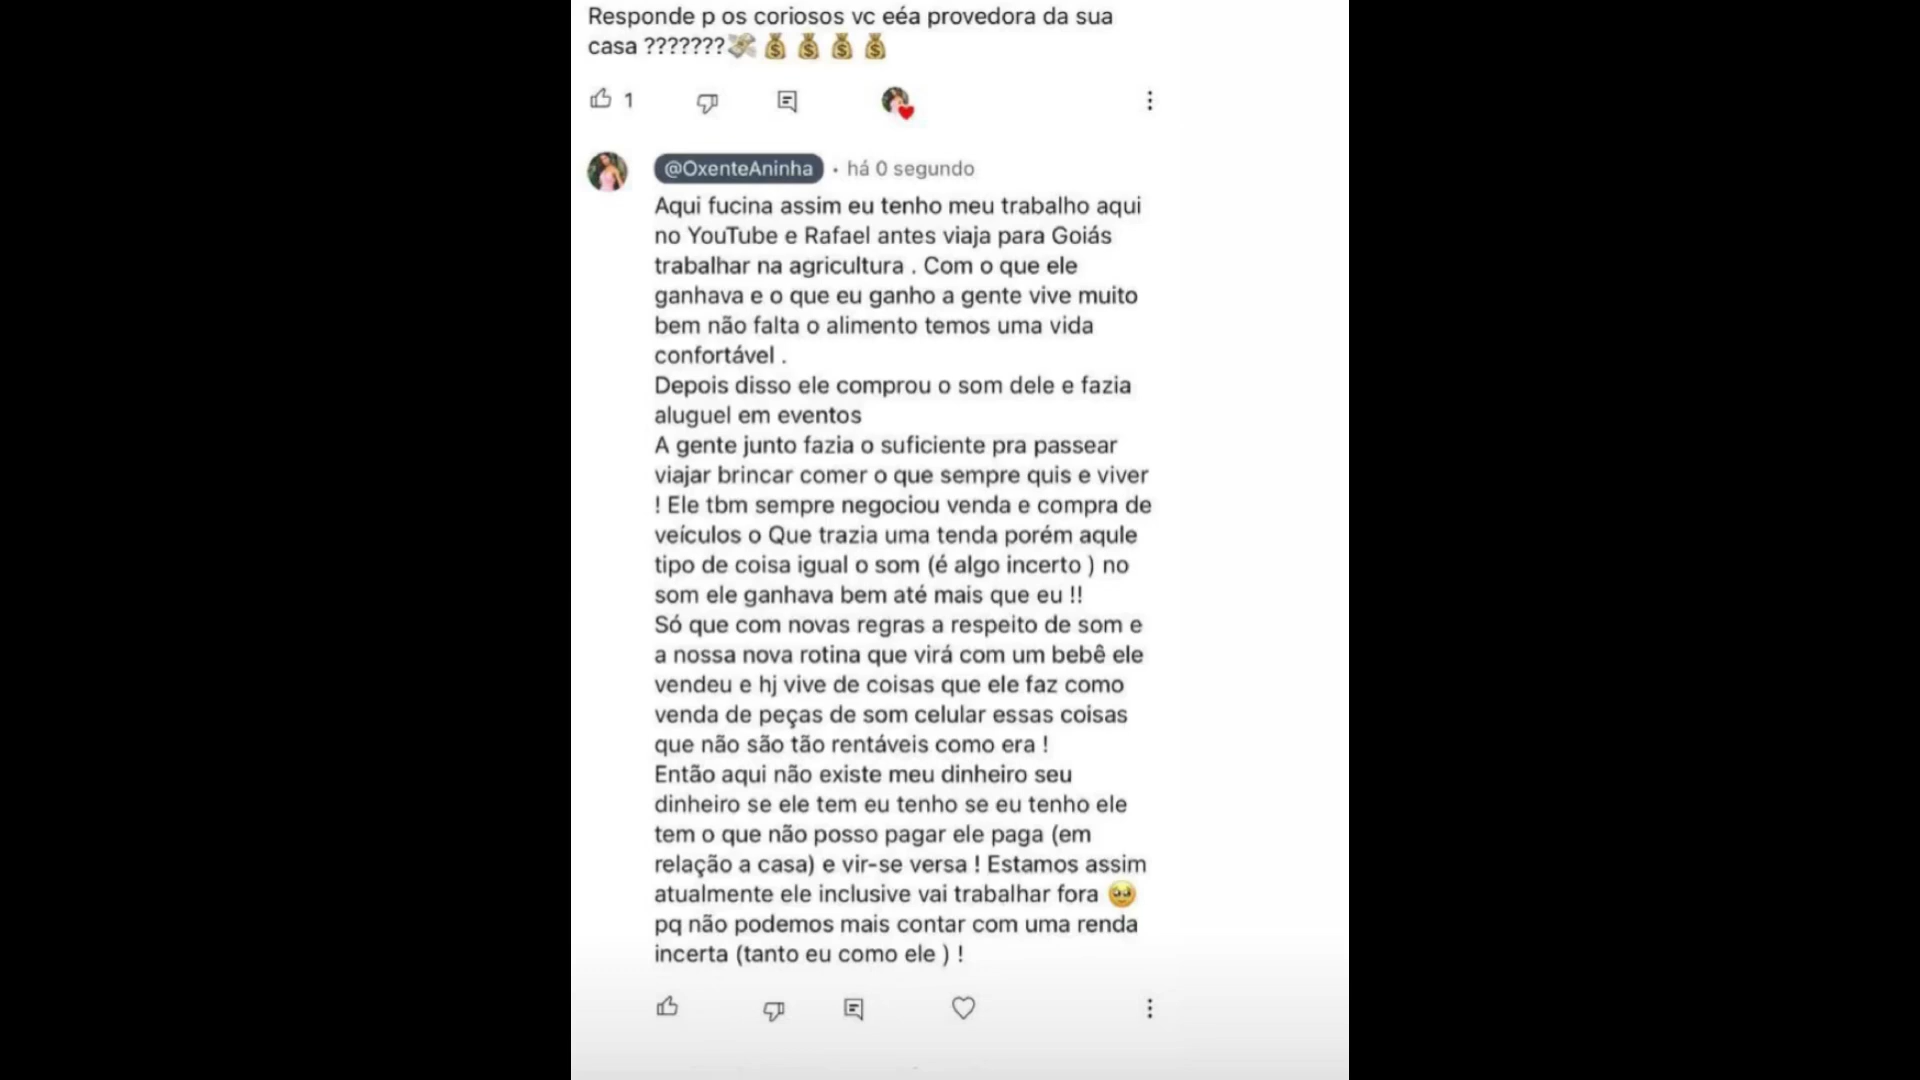 Responde p os coriosos vc eéa provedora da sua
casa ???????💸💰💰💰💰
1
@OxenteAninha · há 0 segundo
Aqui fucina assim eu tenho meu trabalho aqui
no YouTube e Rafael antes viaja para Goiás
trabalhar na agricultura . Com o que ele
ganhava e o que eu ganho a gente vive muito
bem não falta o alimento temos uma vida
confortável .
Depois disso ele comprou o som dele e fazia
aluguel em eventos
A gente junto fazia o suficiente pra passear
viajar brincar comer o que sempre quis e viver
! Ele tbm sempre negociou venda e compra de
veículos o Que trazia uma tenda porém aqule
tipo de coisa igual o som (é algo incerto ) no
som ele ganhava bem até mais que eu !!
Só que com novas regras a respeito de som e
a nossa nova rotina que virá com um bebê ele
vendeu e hj vive de coisas que ele faz como
venda de peças de som celular essas coisas
que não são tão rentáveis como era !
Então aqui não existe meu dinheiro seu
dinheiro se ele tem eu tenho se eu tenho ele
tem o que não posso pagar ele paga (em
relação a casa) e vir-se versa ! Estamos assim
atualmente ele inclusive vai trabalhar fora 🥹
pq não podemos mais contar com uma renda
incerta (tanto eu como ele ) !